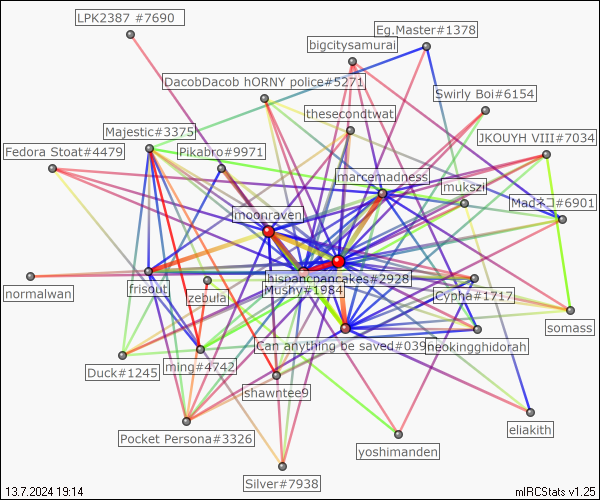 LPK2387 #7690
Eg.Master#1378
bigcitysamurai
DacobDacob hORNY police#5271
Swirly Boi#6154
thesecondtwat
Majestic#3375
JKOUYH VIII#7034
Fedora Stoat#4479
Pikabro#9971
marcemadness
mukszi
Madネコ#6901
moonraven
hispancpancakes#2928
frisout
normalwan
zebula
Mushy#1984
Cypha#1717
somass
Can anything be saved#039
neokingghidorah
Duck#1245
ming#4742
shawntee9
eliakith
Pocket Persona#3326
yoshimanden
Silver#7938
13.7.2024 19:14
mIRCStats v1.25